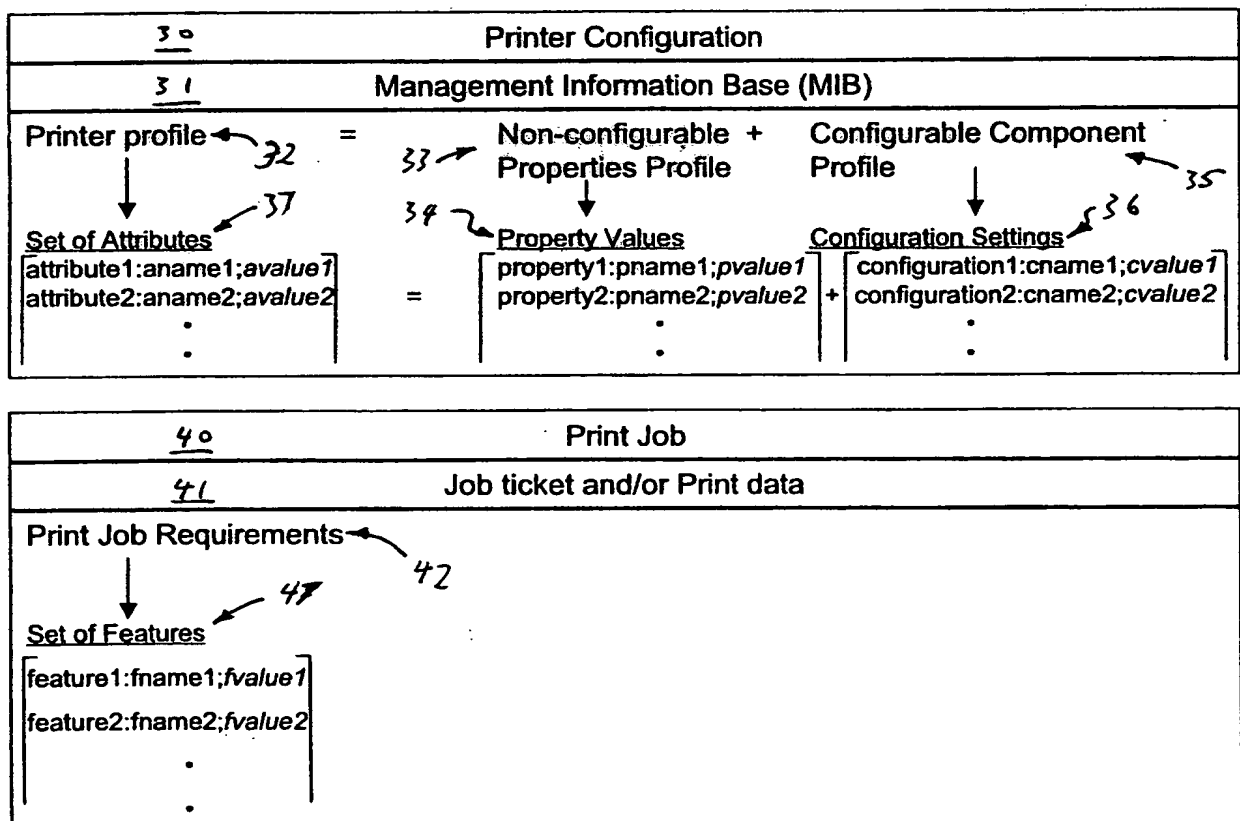 30 Printer Configuration
31 Management Information Base (MIB)
Printer profile 32 = 33 Non-configurable + Configurable Component
Properties Profile Profile 35
37 34 36
Set of Attributes Property Values Configuration Settings
attribute1:aname1;avalue1 property1:pname1;pvalue1 configuration1:cname1;cvalue1
attribute2:aname2;avalue2 = property2:pname2;pvalue2 + configuration2:cname2;cvalue2
40 Print Job
41 Job ticket and/or Print data
Print Job Requirements
42
47
Set of Features
feature1:fname1;fvalue1
feature2:fname2;fvalue2